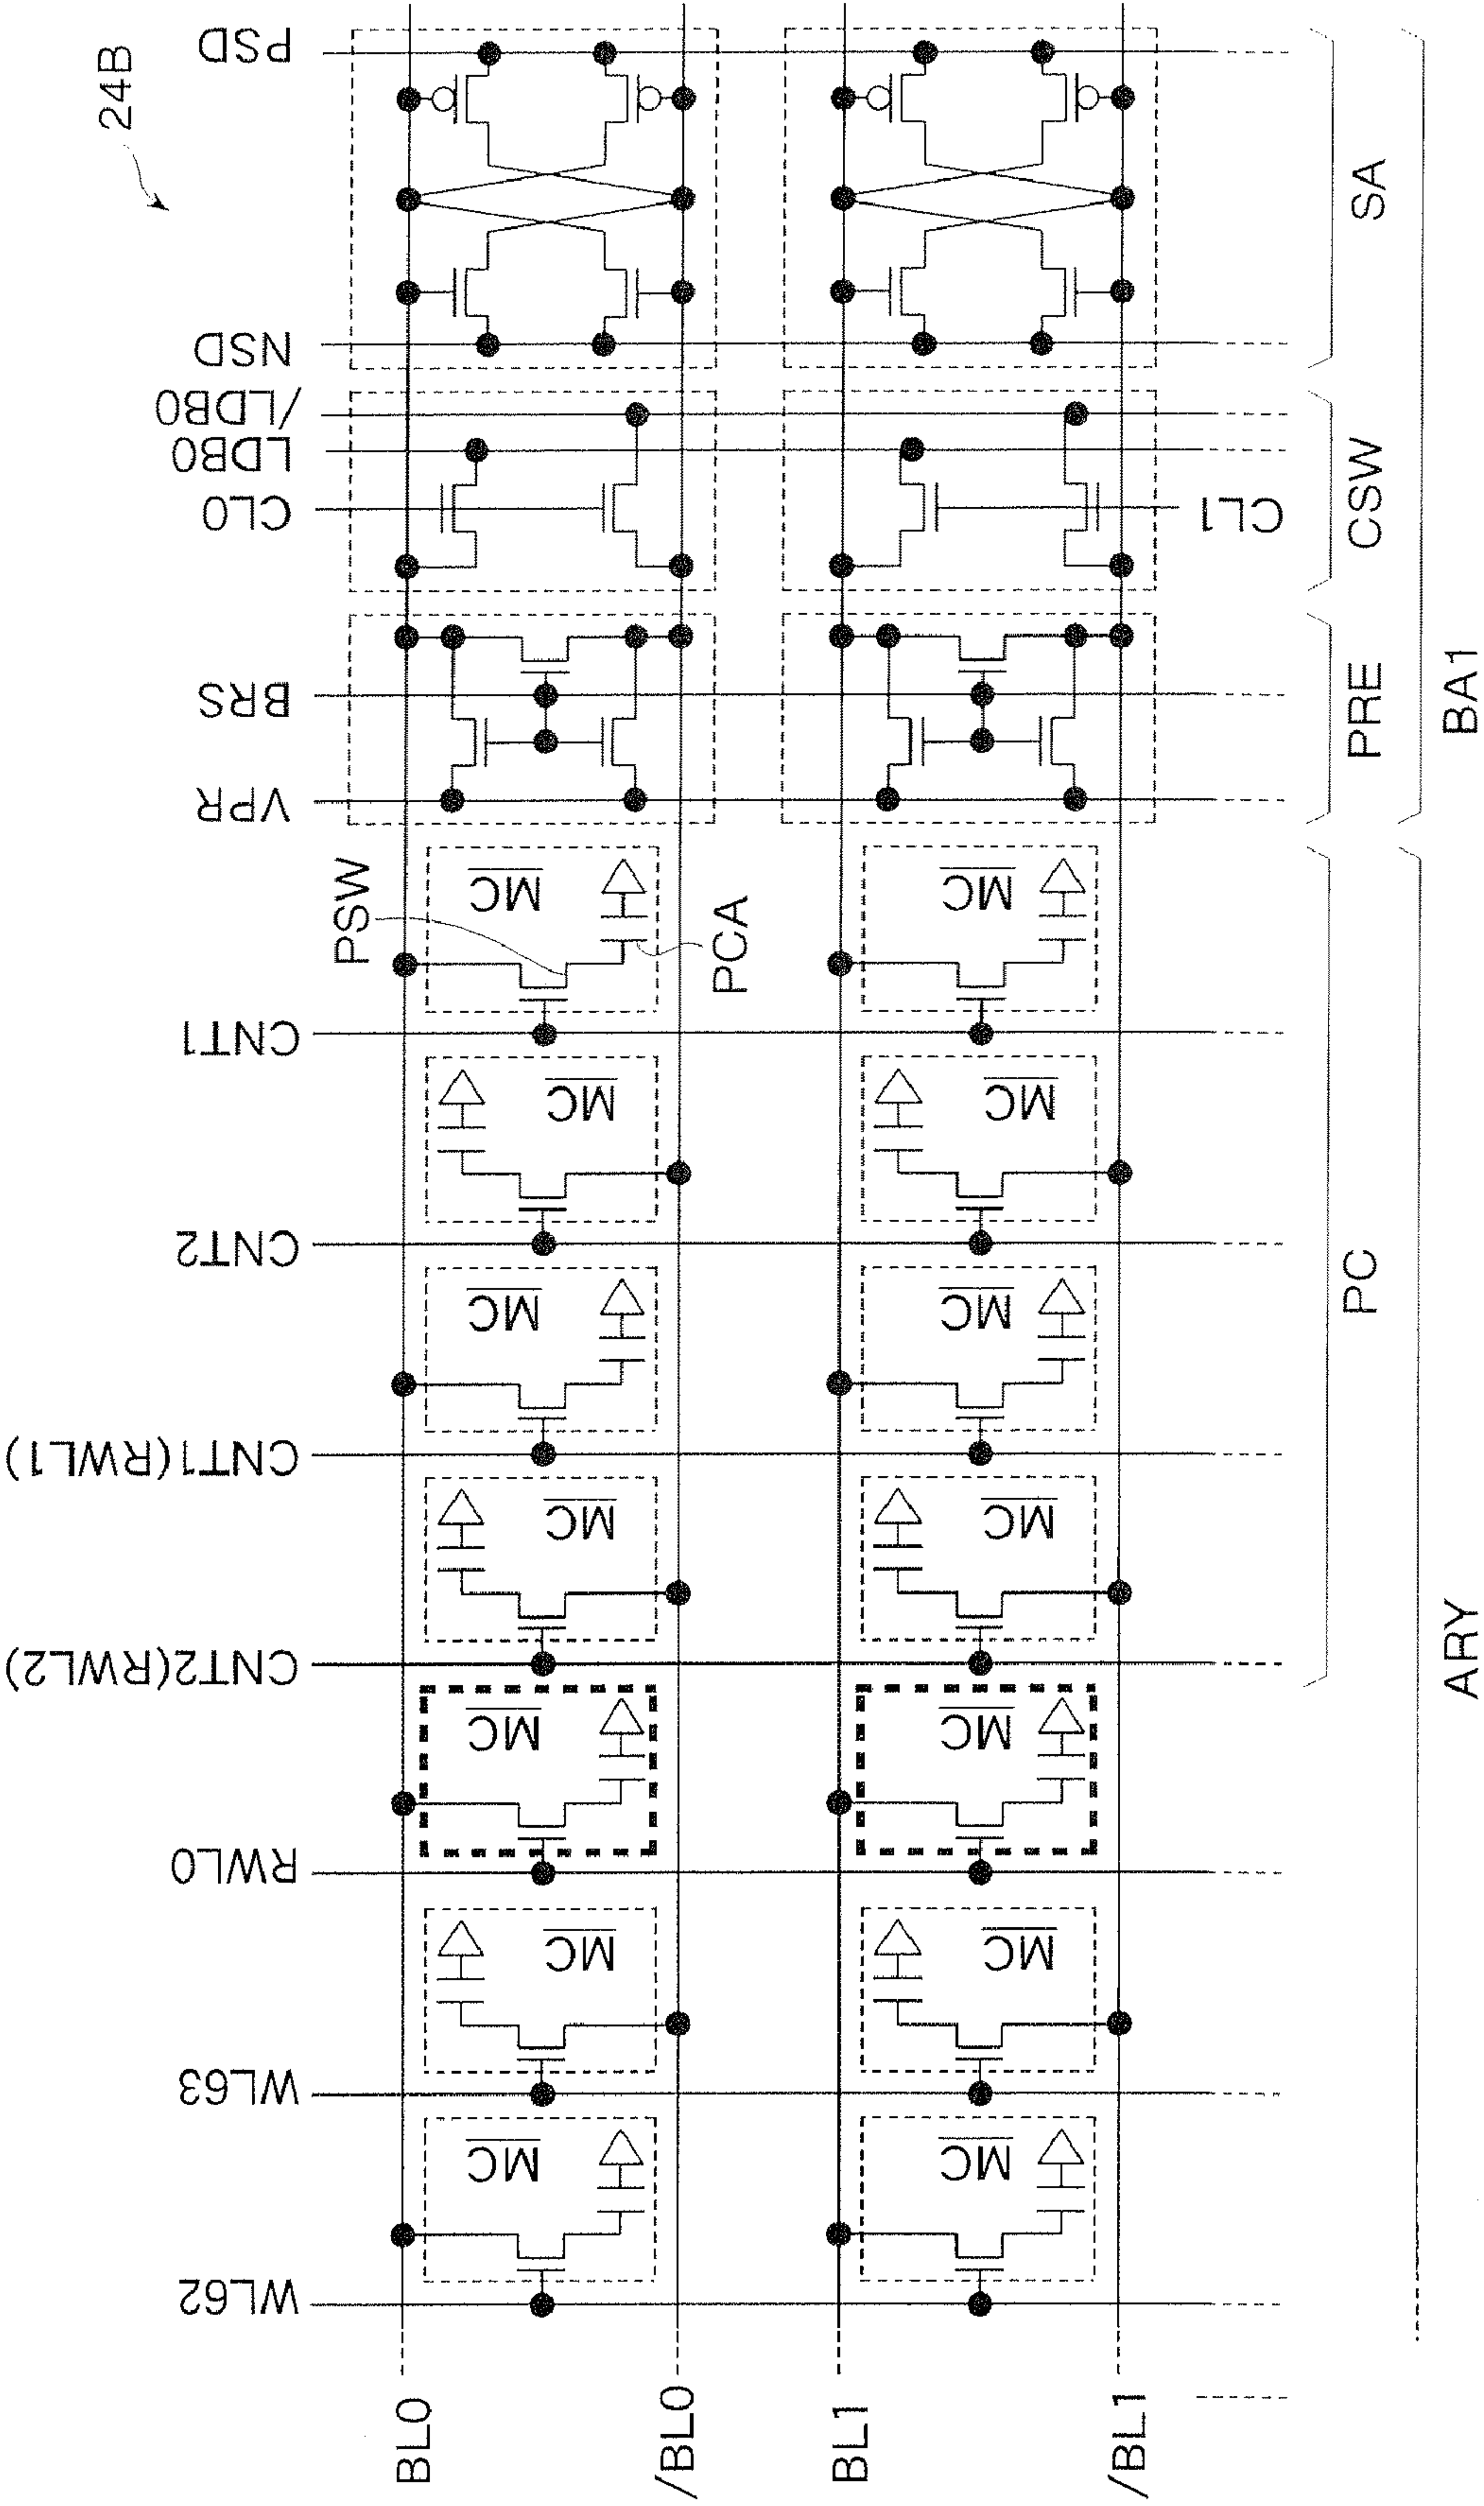 24B
PSD
NSD
/LDB0
LDB0
CL0
BRS
VPR
CNT1
CNT2
CNT1(RWL1)
CNT2(RWL2)
RWL0
WL63
WL62
PSW
PCA
MC
MC
MC
MC
MC
MC
MC
MC
MC
MC
MC
MC
MC
MC
CL1
BL0
/BL0
BL1
/BL1
SA
CSW
PRE
PC
BA1
ARY